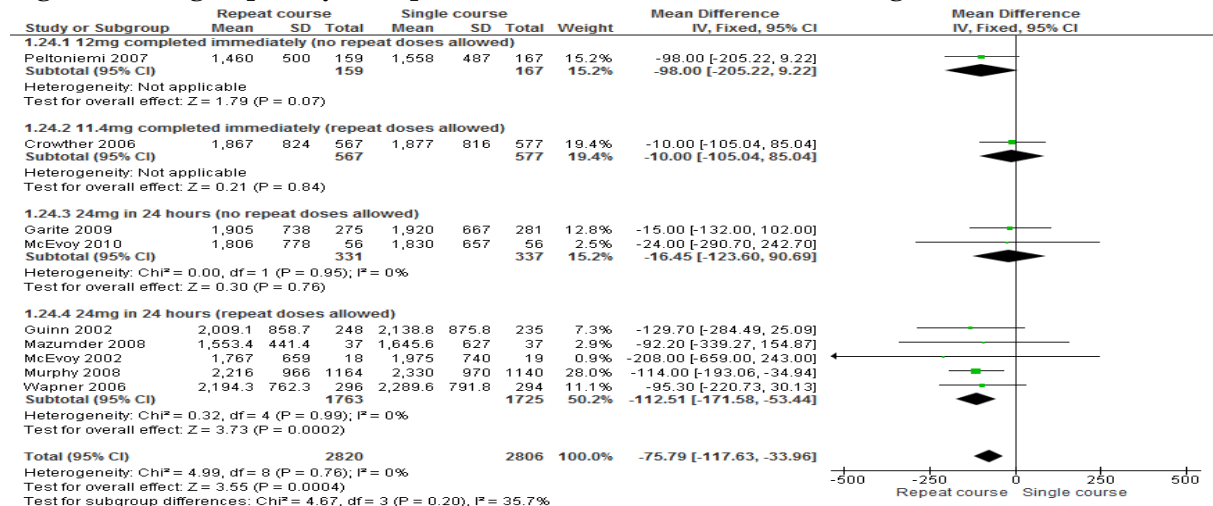 Repeat course Single course Mean Difference Mean Difference
Study or Subgroup Mean SD Total Mean SD Total Weight IV, Fixed, 95% CI IV, Fixed, 95% CI
1.24.1 12mg completed immediately (no repeat doses allowed)
Peltoniemi 2007 1,460 500 159 1,558 487 167 15.2% -98.00 [-205.22, 9.22]
Subtotal (95% CI) 159 167 15.2% -98.00 [-205.22, 9.22]
Heterogeneity: Not applicable
Test for overall effect: Z = 1.79 (P = 0.07)
1.24.2 11.4mg completed immediately (repeat doses allowed)
Crowther 2006 1,867 824 567 1,877 816 577 19.4% -10.00 [-105.04, 85.04]
Subtotal (95% CI) 567 577 19.4% -10.00 [-105.04, 85.04]
Heterogeneity: Not applicable
Test for overall effect: Z = 0.21 (P = 0.84)
1.24.3 24mg in 24 hours (no repeat doses allowed)
Garite 2009 1,905 738 275 1,920 667 281 12.8% -15.00 [-132.00, 102.00]
McEvoy 2010 1,806 778 56 1,830 657 56 2.5% -24.00 [-290.70, 242.70]
Subtotal (95% CI) 331 337 15.2% -16.45 [-123.60, 90.69]
Heterogeneity: Chi² = 0.00, df = 1 (P = 0.95); I² = 0%
Test for overall effect: Z = 0.30 (P = 0.76)
1.24.4 24mg in 24 hours (repeat doses allowed)
Guinn 2002 2,009.1 858.7 248 2,138.8 875.8 235 7.3% -129.70 [-284.49, 25.09]
Mazumder 2008 1,553.4 441.4 37 1,645.6 627 37 2.9% -92.20 [-339.27, 154.87]
McEvoy 2002 1,767 659 18 1,975 740 19 0.9% -208.00 [-659.00, 243.00]
Murphy 2008 2,216 966 1164 2,330 970 1140 28.0% -114.00 [-193.06, -34.94]
Wapner 2006 2,194.3 762.3 296 2,289.6 791.8 294 11.1% -95.30 [-220.73, 30.13]
Subtotal (95% CI) 1763 1725 50.2% -112.51 [-171.58, -53.44]
Heterogeneity: Chi² = 0.32, df = 4 (P = 0.99); I² = 0%
Test for overall effect: Z = 3.73 (P = 0.0002)
Total (95% CI) 2820 2806 100.0% -75.79 [-117.63, -33.96]
Heterogeneity: Chi² = 4.99, df = 8 (P = 0.76); I² = 0%
Test for overall effect: Z = 3.55 (P = 0.0004)
Test for subgroup differences: Chi² = 4.67, df = 3 (P = 0.20), I² = 35.7%
-500 -250 0 250 500
Repeat course Single course